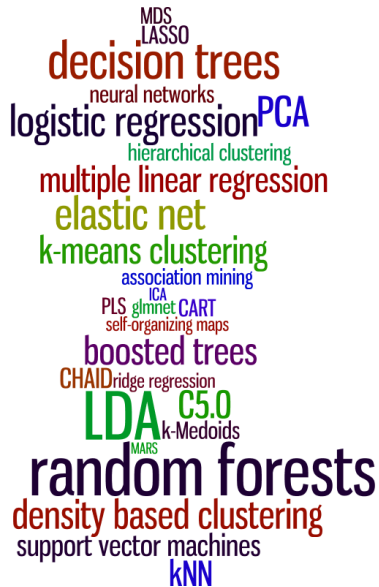 MDS
LASSO
decision trees
neural networks
logistic regression PCA
hierarchical clustering
multiple linear regression
elastic net
k-means clustering
association mining
ICA
PLS glmnet CART
self-organizing maps
boosted trees
CHAID ridge regression
LDA C5.0
k-Medoids
MARS
random forests
density based clustering
support vector machines
kNN